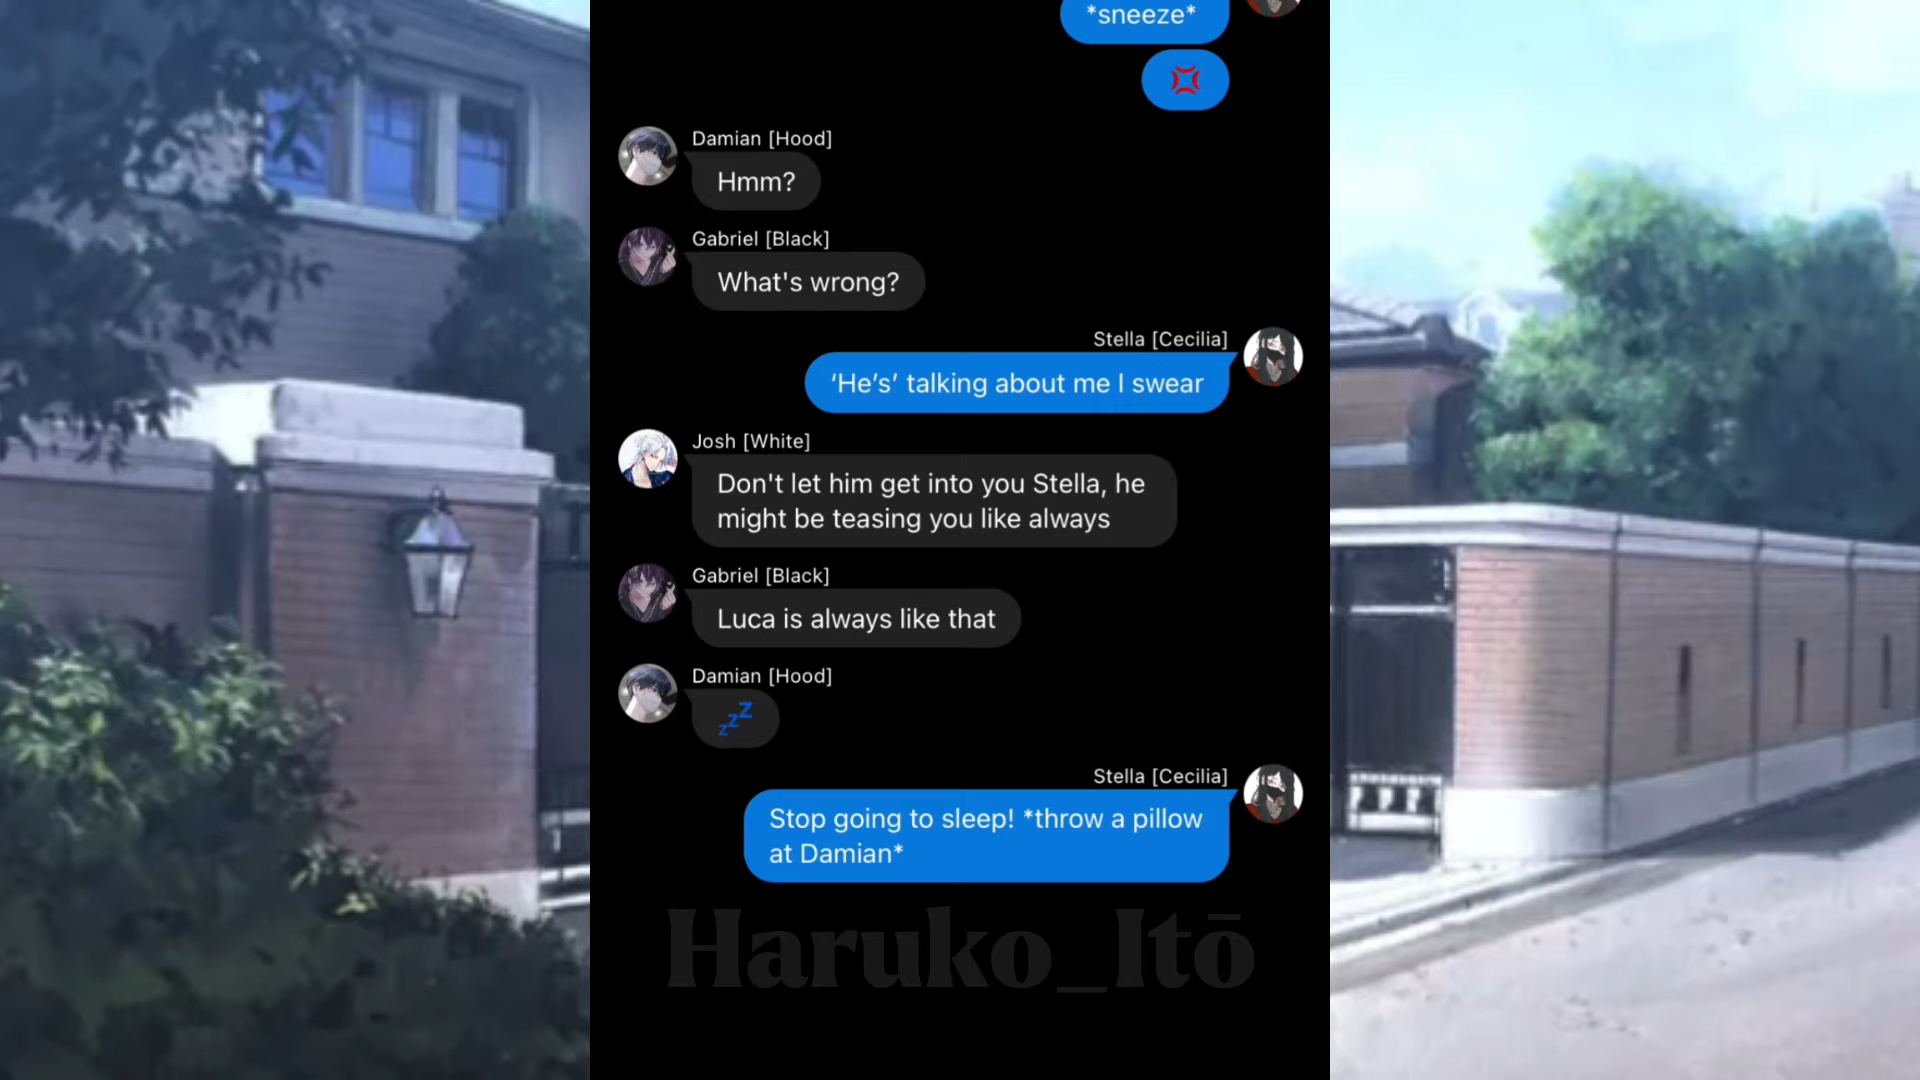 *sneeze*
💢
Damian [Hood]
Hmm?
Gabriel [Black]
What's wrong?
Stella [Cecilia]
‘He’s’ talking about me I swear
Josh [White]
Don't let him get into you Stella, he
might be teasing you like always
Gabriel [Black]
Luca is always like that
Damian [Hood]
💤
Stella [Cecilia]
Stop going to sleep! *throw a pillow
at Damian*
Haruko_Itō